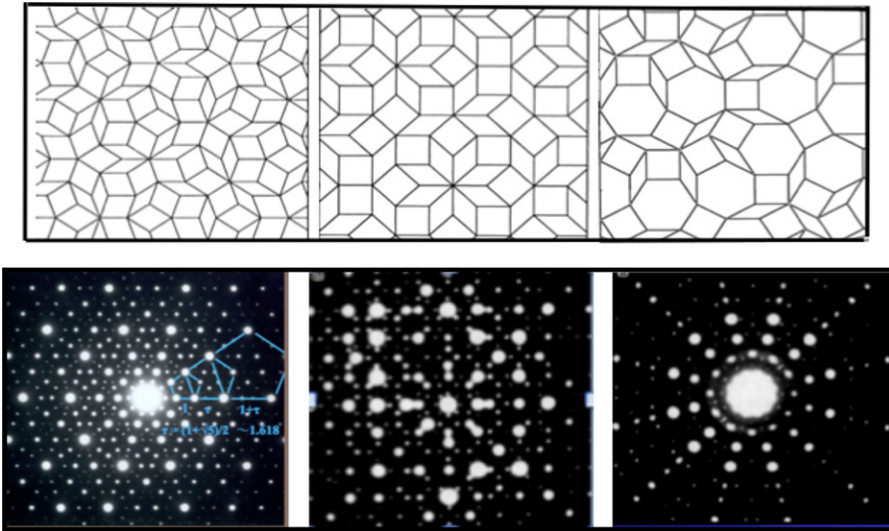 1 τ 1+τ
τ = (1+√5)/2 ~1.618